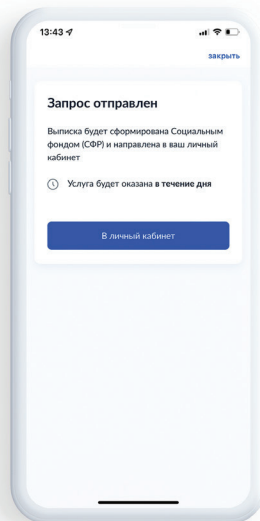 13:43
закрыть
Запрос отправлен
Выписка будет сформирована Социальным
фондом (СФР) и направлена в ваш личный
кабинет
Услуга будет оказана в течение дня
В личный кабинет